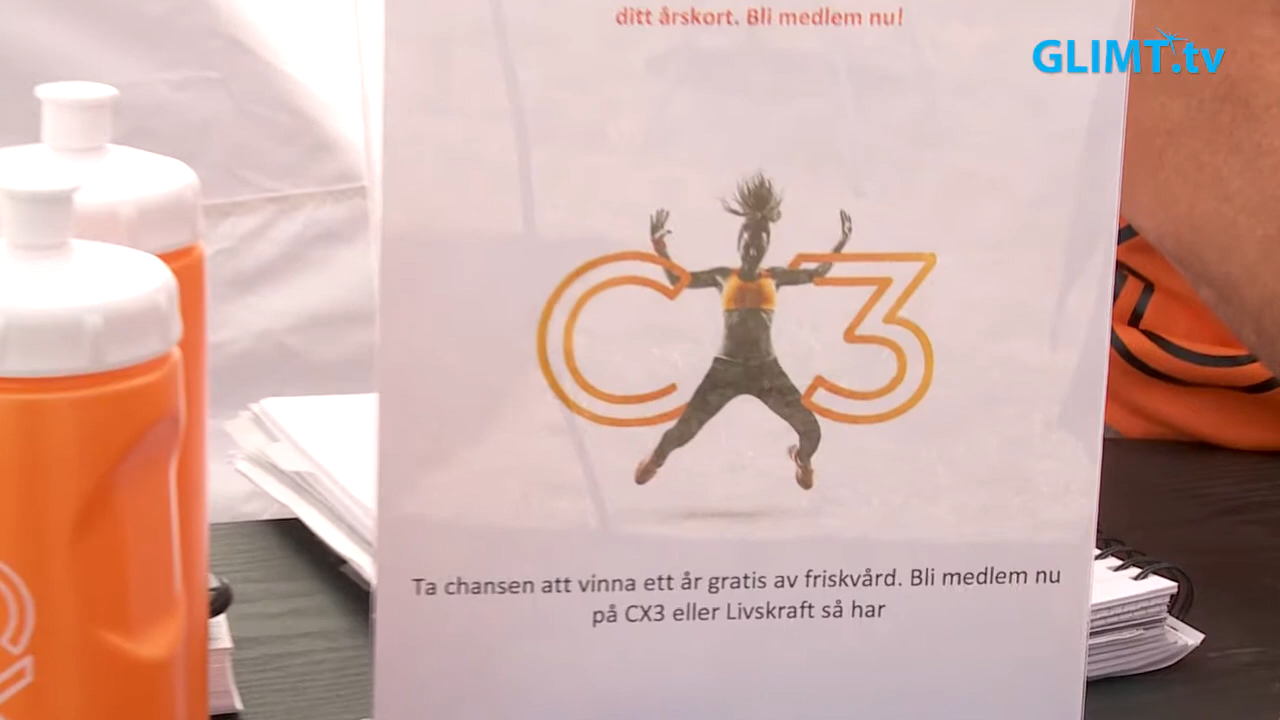 ditt årskort. Bli medlem nu!
GLIMT.tv
C 3
Ta chansen att vinna ett år gratis av friskvård. Bli medlem nu
på CX3 eller Livskraft så har